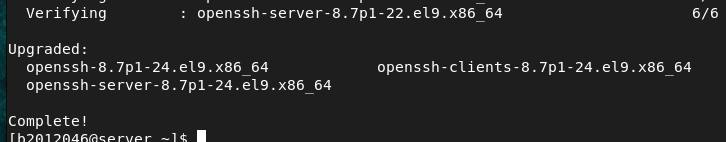 Verifying        : openssh-server-8.7p1-22.el9.x86_64                      6/6
Upgraded:
openssh-8.7p1-24.el9.x86_64            openssh-clients-8.7p1-24.el9.x86_64
openssh-server-8.7p1-24.el9.x86_64
Complete!
[b2012046@server ~]$